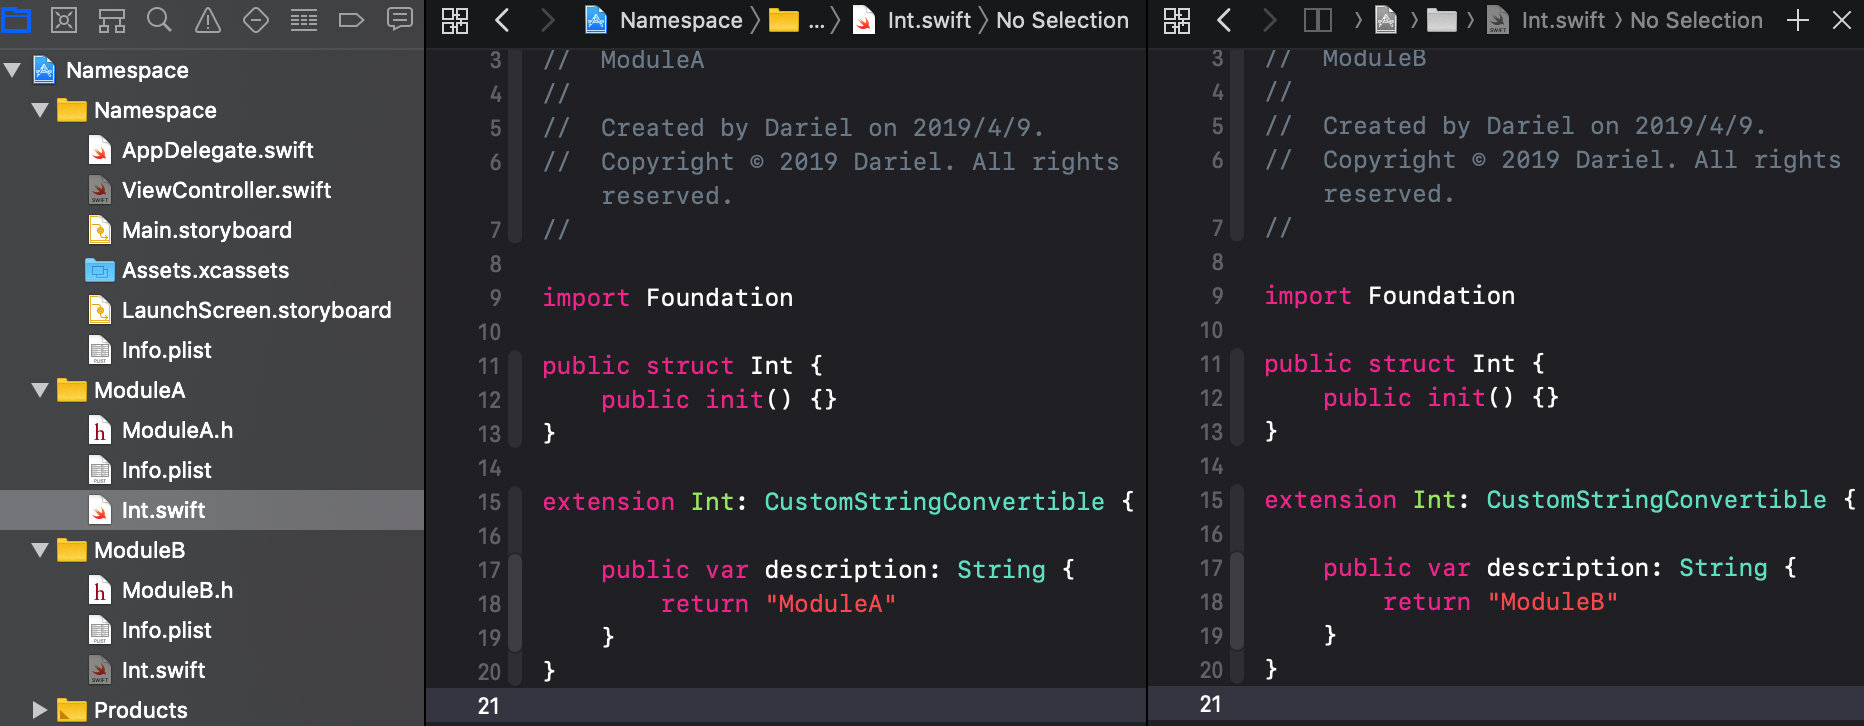 Namespace
Namespace
AppDelegate.swift
ViewController.swift
Main.storyboard
Assets.xcassets
LaunchScreen.storyboard
Info.plist
ModuleA
h ModuleA.h
Info.plist
Int.swift
ModuleB
h ModuleB.h
Info.plist
Int.swift
Products
Namespace 〉 ... 〉 Int.swift 〉 No Selection
3 //  ModuleA
4 //
5 //  Created by Dariel on 2019/4/9.
6 //  Copyright © 2019 Dariel. All rights
reserved.
7 //
8
9 import Foundation
10
11 public struct Int {
12     public init() {}
13 }
14
15 extension Int: CustomStringConvertible {
16
17     public var description: String {
18         return "ModuleA"
19     }
20 }
21
〉 〉 〉 Int.swift 〉 No Selection
3 //  ModuleB
4 //
5 //  Created by Dariel on 2019/4/9.
6 //  Copyright © 2019 Dariel. All rights
reserved.
7 //
8
9 import Foundation
10
11 public struct Int {
12     public init() {}
13 }
14
15 extension Int: CustomStringConvertible {
16
17     public var description: String {
18         return "ModuleB"
19     }
20 }
21